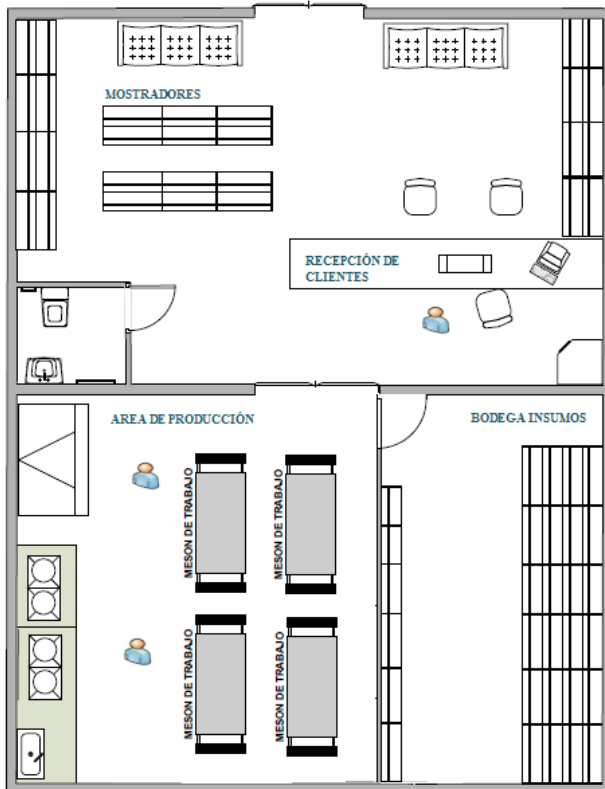 MOSTRADORES
RECEPCIÓN DE
CLIENTES
AREA DE PRODUCCIÓN
BODEGA INSUMOS
MESON DE TRABAJO
MESON DE TRABAJO
MESON DE TRABAJO
MESON DE TRABAJO